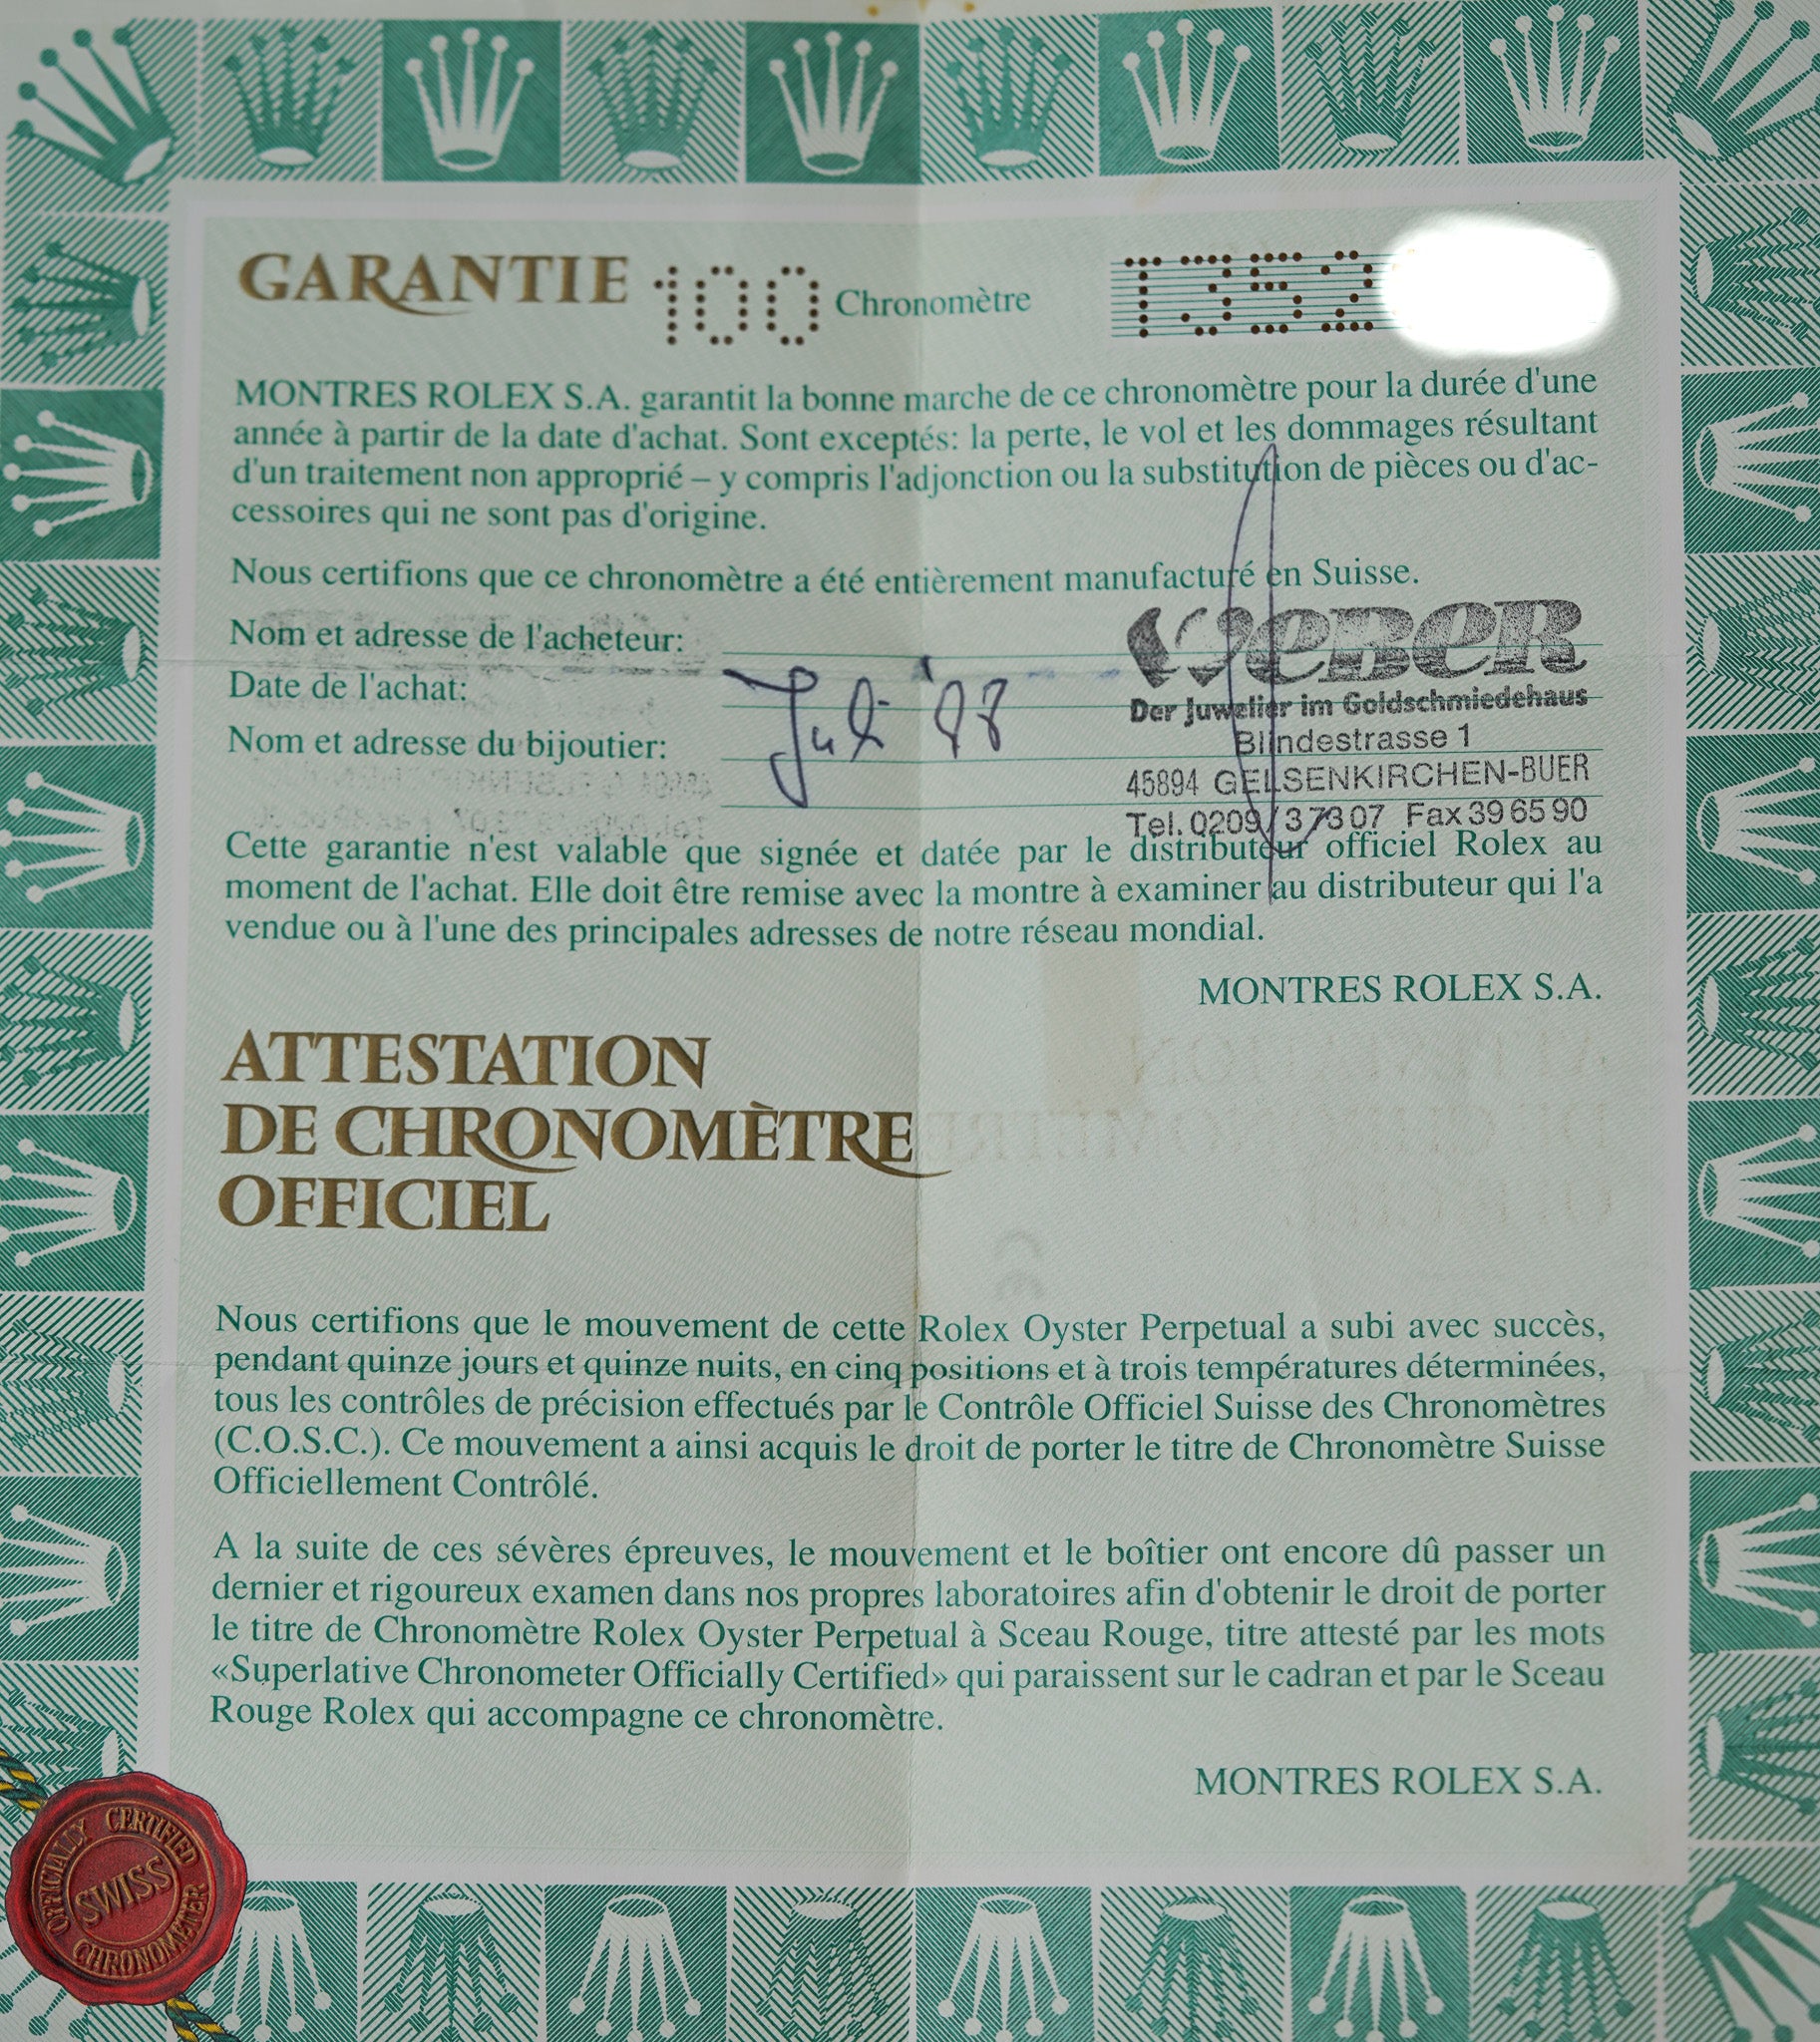 GARANTIE 100 Chronomètre T352
MONTRES ROLEX S.A. garantit la bonne marche de ce chronomètre pour la durée d'une
année à partir de la date d'achat. Sont exceptés: la perte, le vol et les dommages résultant
d'un traitement non approprié – y compris l'adjonction ou la substitution de pièces ou d'ac-
cessoires qui ne sont pas d'origine.
Nous certifions que ce chronomètre a été entièrement manufacturé en Suisse.
Nom et adresse de l'acheteur:
Date de l'achat: Juli '98
Nom et adresse du bijoutier:
WEBER
Der Juwelier im Goldschmiedehaus
Blindestrasse 1
45894 GELSENKIRCHEN-BUER
Tel. 0209/37307 Fax 396590
Cette garantie n'est valable que signée et datée par le distributeur officiel Rolex au
moment de l'achat. Elle doit être remise avec la montre à examiner au distributeur qui l'a
vendue ou à l'une des principales adresses de notre réseau mondial.
MONTRES ROLEX S.A.
ATTESTATION
DE CHRONOMÈTRE
OFFICIEL
Nous certifions que le mouvement de cette Rolex Oyster Perpetual a subi avec succès,
pendant quinze jours et quinze nuits, en cinq positions et à trois températures déterminées,
tous les contrôles de précision effectués par le Contrôle Officiel Suisse des Chronomètres
(C.O.S.C.). Ce mouvement a ainsi acquis le droit de porter le titre de Chronomètre Suisse
Officiellement Contrôlé.
A la suite de ces sévères épreuves, le mouvement et le boîtier ont encore dû passer un
dernier et rigoureux examen dans nos propres laboratoires afin d'obtenir le droit de porter
le titre de Chronomètre Rolex Oyster Perpetual à Sceau Rouge, titre attesté par les mots
«Superlative Chronometer Officially Certified» qui paraissent sur le cadran et par le Sceau
Rouge Rolex qui accompagne ce chronomètre.
MONTRES ROLEX S.A.
OFFICIALLY CERTIFIED
SWISS
CHRONOMETER